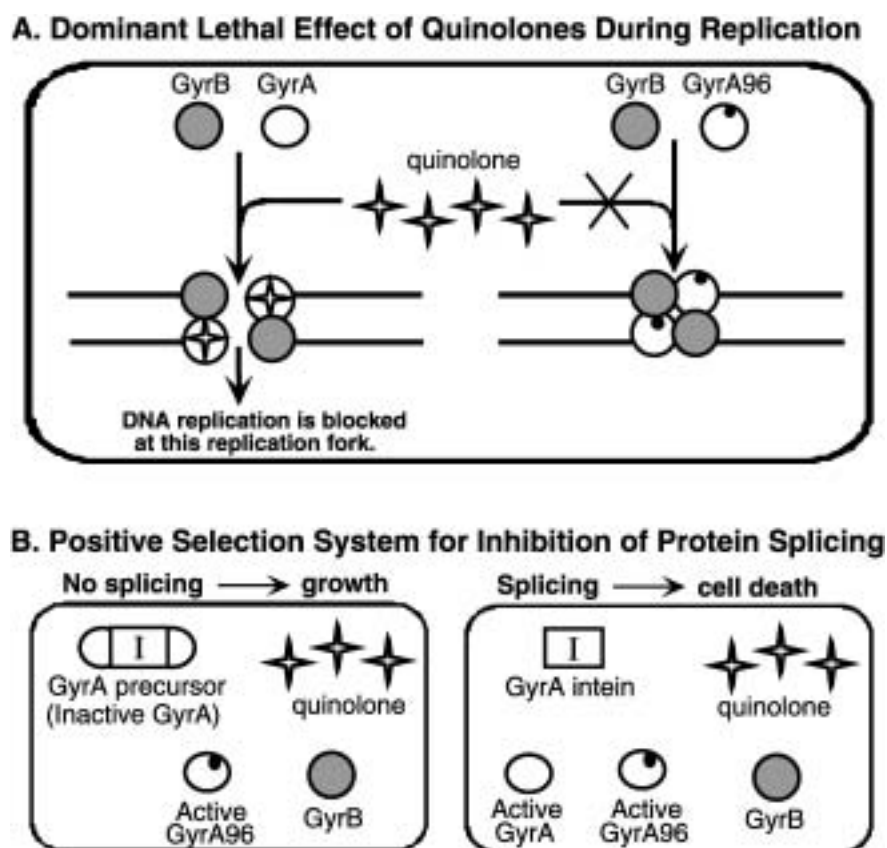 A. Dominant Lethal Effect of Quinolones During Replication
GyrB GyrA
GyrB GyrA96
quinolone
DNA replication is blocked
at this replication fork.
B. Positive Selection System for Inhibition of Protein Splicing
No splicing → growth
Splicing → cell death
I
GyrA precursor
(Inactive GyrA)
quinolone
Active
GyrA96
GyrB
I
GyrA intein
quinolone
Active
GyrA
Active
GyrA96
GyrB